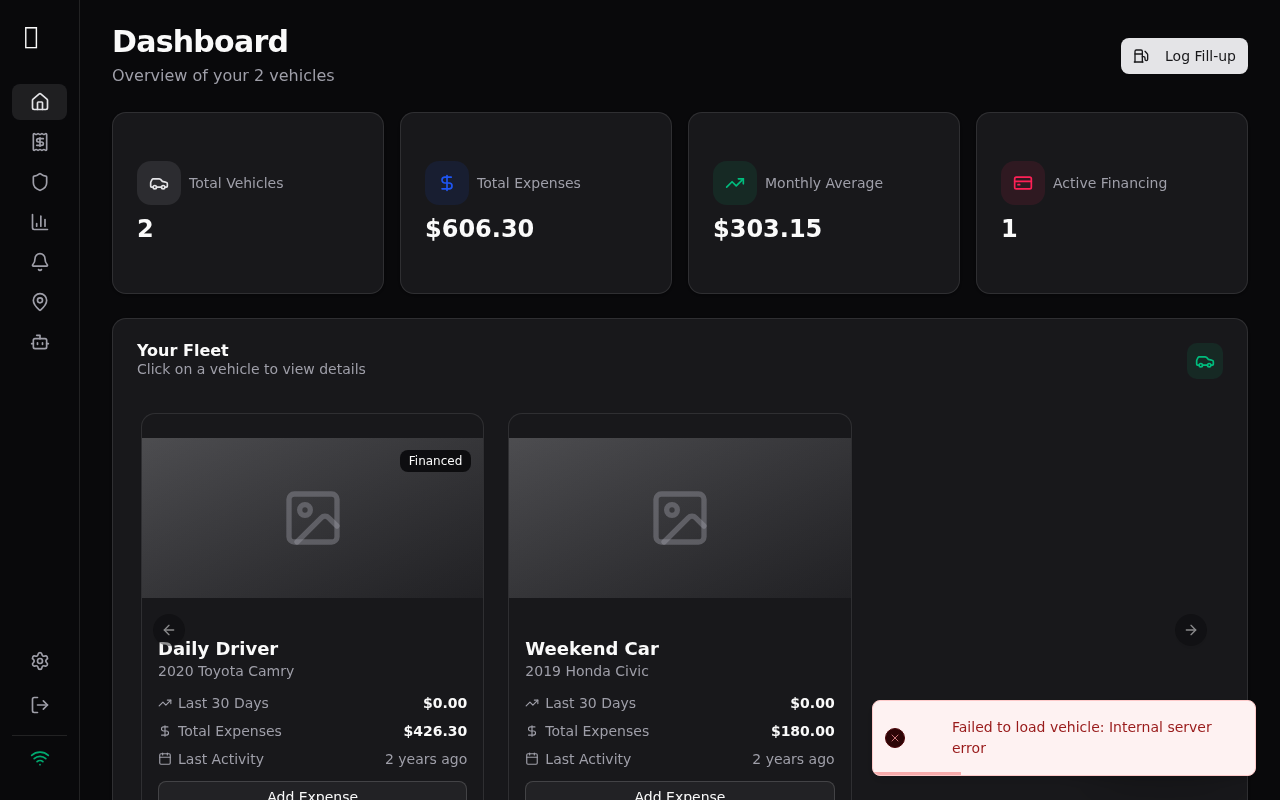 Dashboard
Overview of your 2 vehicles
Log Fill-up
Total Vehicles
2
Total Expenses
$606.30
Monthly Average
$303.15
Active Financing
1
Your Fleet
Click on a vehicle to view details
Financed
Daily Driver
2020 Toyota Camry
Last 30 Days $0.00
Total Expenses $426.30
Last Activity 2 years ago
Add Expense
Weekend Car
2019 Honda Civic
Last 30 Days $0.00
Total Expenses $180.00
Last Activity 2 years ago
Add Expense
Failed to load vehicle: Internal server
error